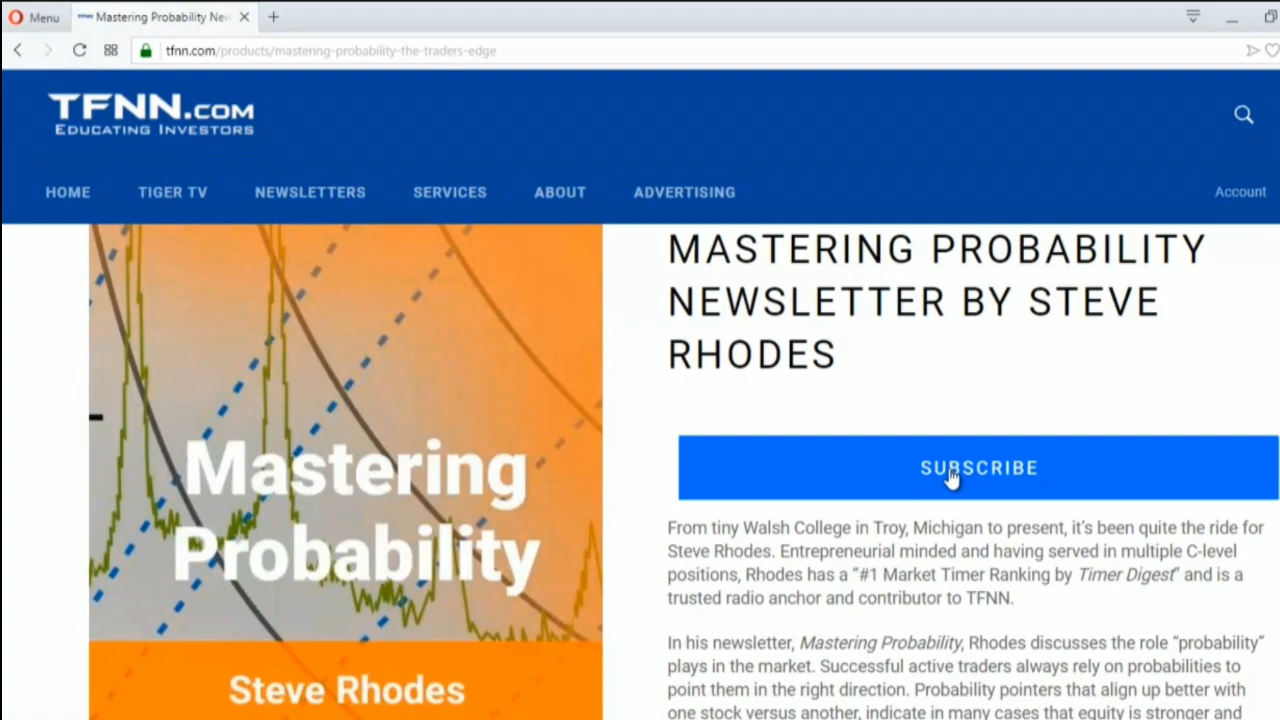 Menu
Mastering Probability New
tfnn.com/products/mastering-probability-the-traders-edge
TFNN.COM
EDUCATING INVESTORS
HOME TIGER TV NEWSLETTERS SERVICES ABOUT ADVERTISING Account
MASTERING PROBABILITY
NEWSLETTER BY STEVE
RHODES
SUBSCRIBE
Mastering
Probability
Steve Rhodes
From tiny Walsh College in Troy, Michigan to present, it's been quite the ride for
Steve Rhodes. Entrepreneurial minded and having served in multiple C-level
positions, Rhodes has a “#1 Market Timer Ranking by Timer Digest” and is a
trusted radio anchor and contributor to TFNN.
In his newsletter, Mastering Probability, Rhodes discusses the role “probability”
plays in the market. Successful active traders always rely on probabilities to
point them in the right direction. Probability pointers that align up better with
one stock versus another, indicate in many cases that equity is stronger and